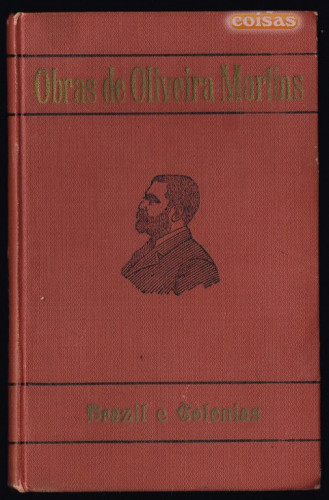 coisas
Obras de Oliveira Martins
Brazil e Colonias